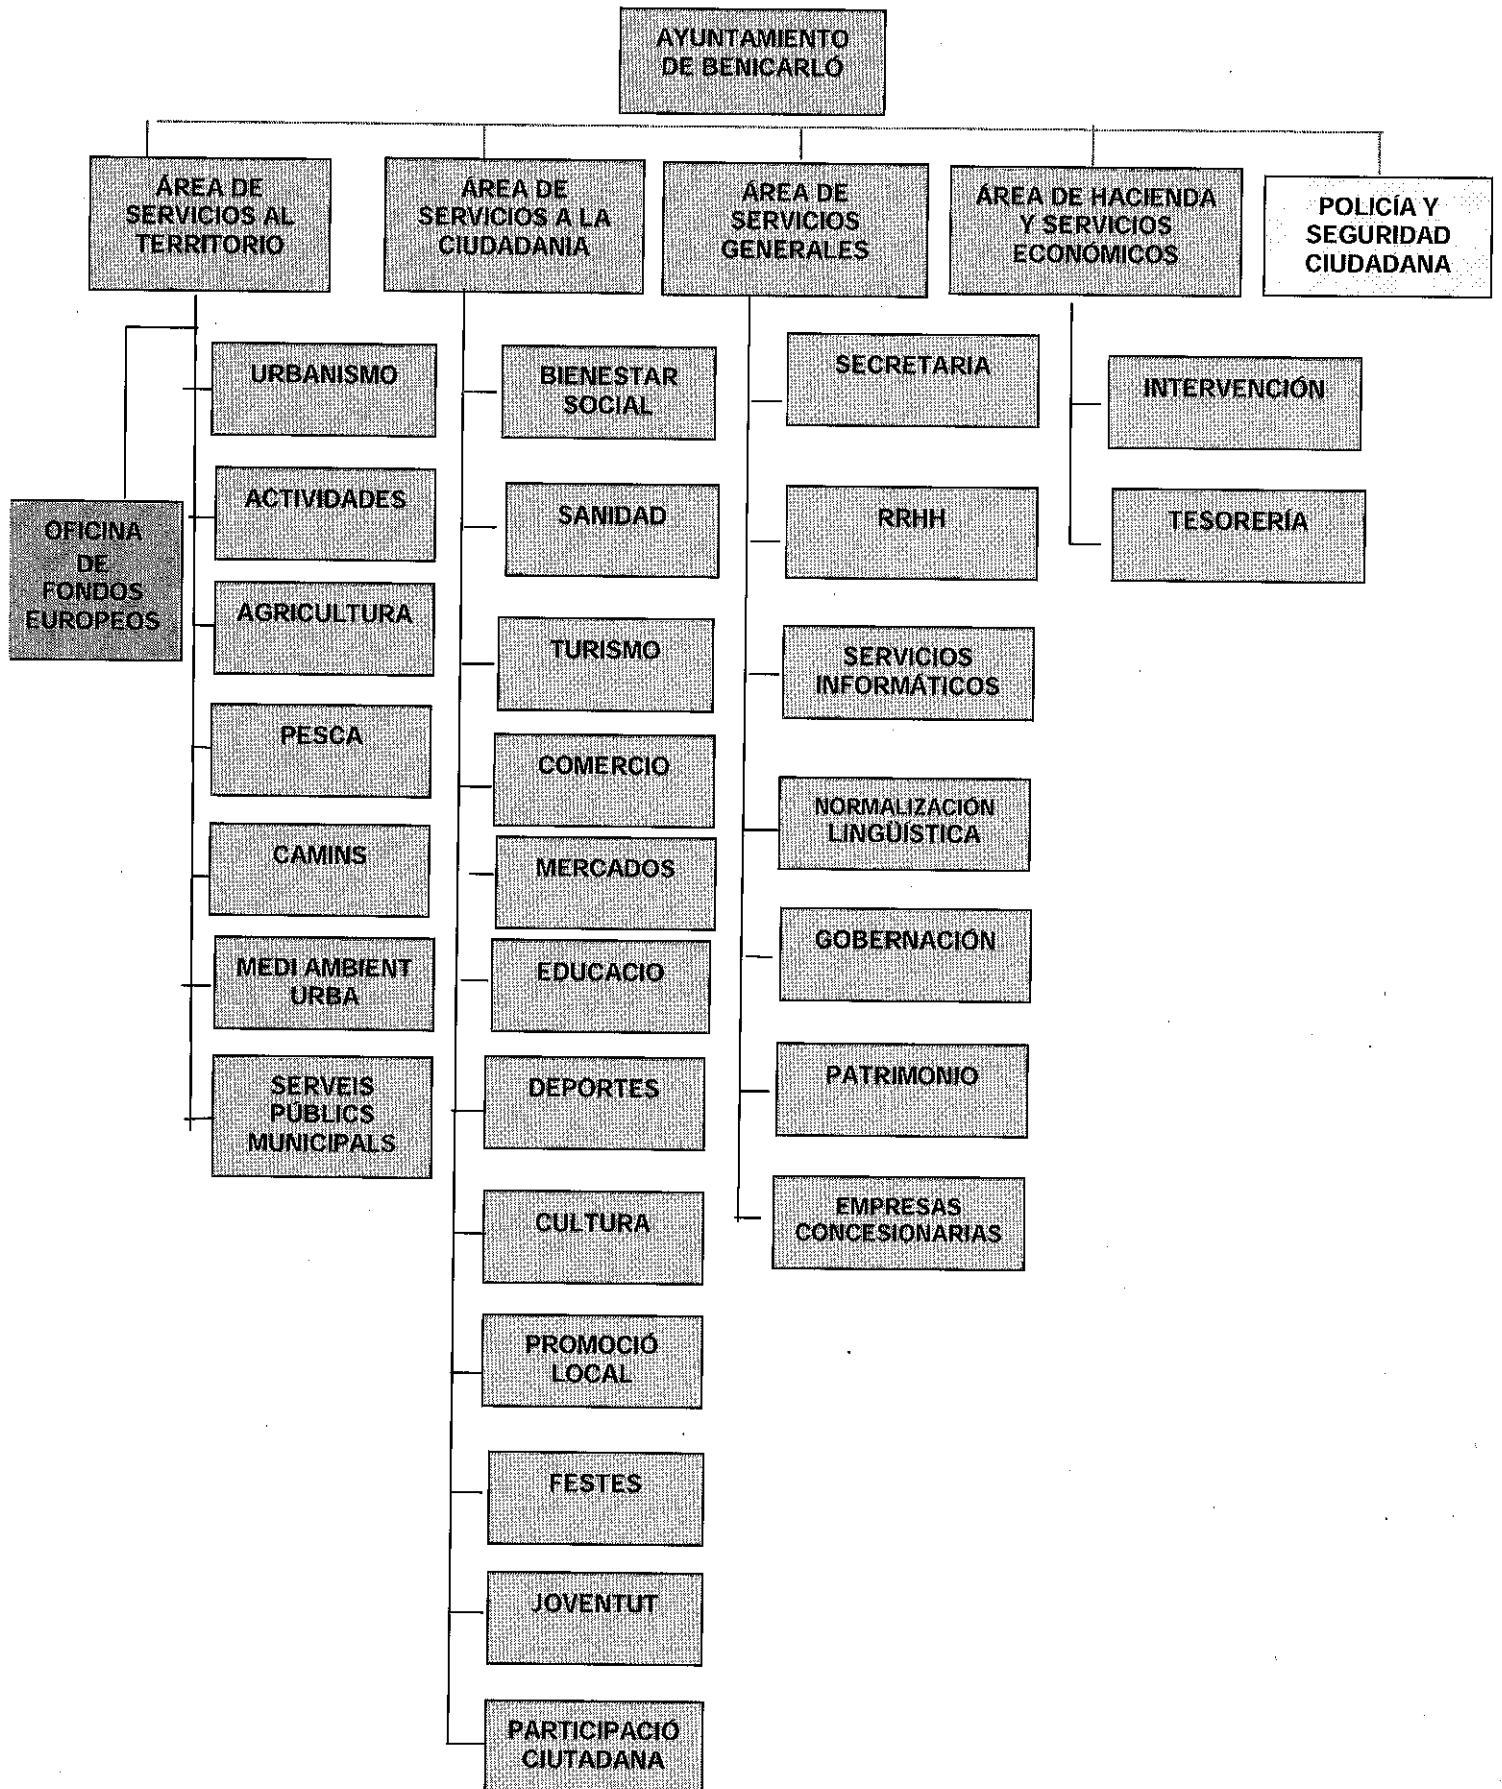 AYUNTAMIENTO
DE BENICARLÓ
ÁREA DE
SERVICIOS AL
TERRITORIO
ÁREA DE
SERVICIOS A LA
CIUDADANIA
ÁREA DE
SERVICIOS
GENERALES
ÁREA DE HACIENDA
Y SERVICIOS
ECONÓMICOS
POLICÍA Y
SEGURIDAD
CIUDADANA
OFICINA
DE
FONDOS
EUROPEOS
URBANISMO
ACTIVIDADES
AGRICULTURA
PESCA
CAMINS
MEDI AMBIENT
URBA
SERVEIS
PÚBLICS
MUNICIPALS
BIENESTAR
SOCIAL
SANIDAD
TURISMO
COMERCIO
MERCADOS
EDUCACIO
DEPORTES
CULTURA
PROMOCIÓ
LOCAL
FESTES
JOVENTUT
PARTICIPACIÓ
CIUTADANA
SECRETARIA
RRHH
SERVICIOS
INFORMÁTICOS
NORMALIZACIÓN
LINGÜÍSTICA
GOBERNACIÓN
PATRIMONIO
EMPRESAS
CONCESIONARIAS
INTERVENCIÓN
TESORERÍA